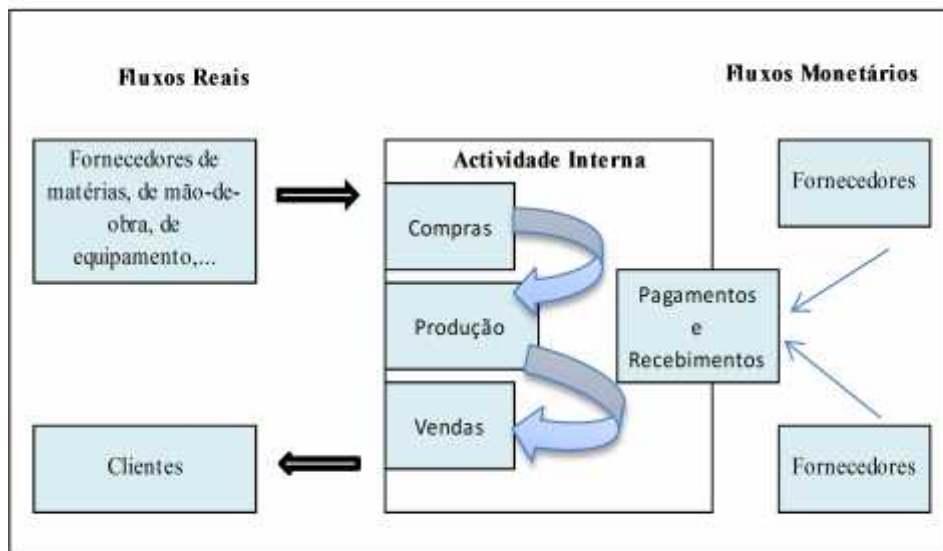 Fluxos Reais
Fluxos Monetários
Fornecedores de
matérias, de mão-de-
obra, de
equipamento,...
Actividade Interna
Compras
Produção
Vendas
Pagamentos
e
Recebimentos
Fornecedores
Clientes
Fornecedores